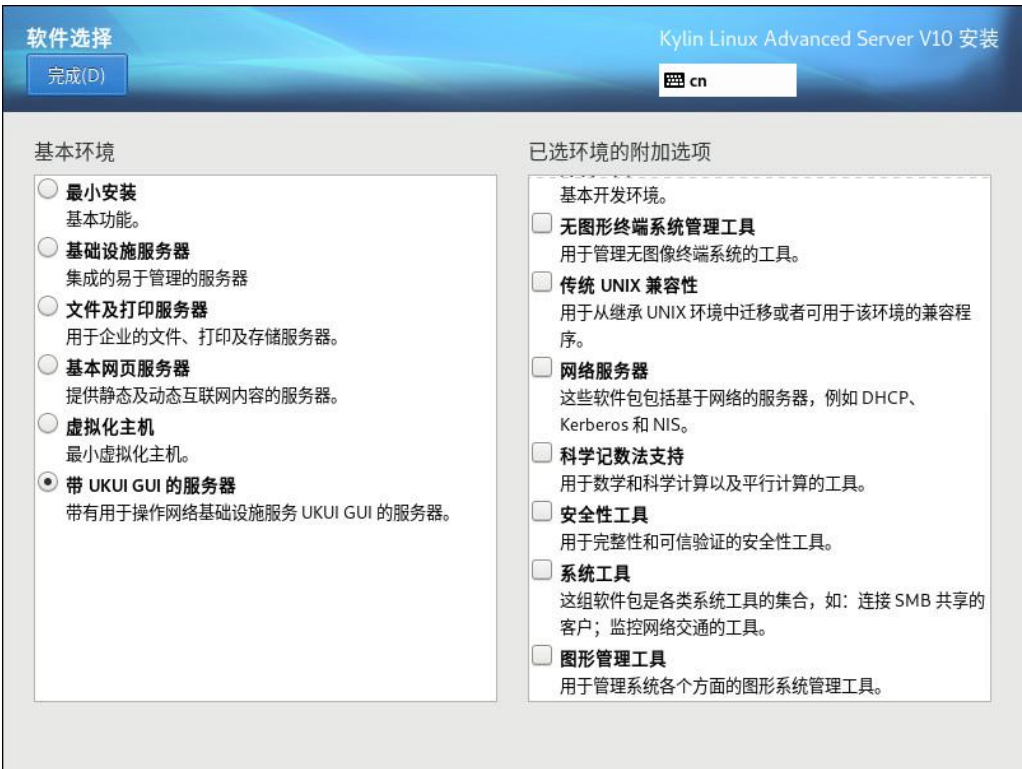 软件选择
Kylin Linux Advanced Server V10 安装
完成(D)
cn
基本环境
最小安装
基本功能。
基础设施服务器
集成的易于管理的服务器
文件及打印服务器
用于企业的文件、打印及存储服务器。
基本网页服务器
提供静态及动态互联网内容的服务器。
虚拟化主机
最小虚拟化主机。
带 UKUI GUI 的服务器
带有用于操作网络基础设施服务 UKUI GUI 的服务器。
已选环境的附加选项
基本开发环境。
无图形终端系统管理工具
用于管理无图像终端系统的工具。
传统 UNIX 兼容性
用于从继承 UNIX 环境中迁移或者可用于该环境的兼容程
序。
网络服务器
这些软件包包括基于网络的服务器，例如 DHCP、
Kerberos 和 NIS。
科学记数法支持
用于数学和科学计算以及平行计算的工具。
安全性工具
用于完整性和可信验证的安全性工具。
系统工具
这组软件包是各类系统工具的集合，如：连接 SMB 共享的
客户；监控网络交通的工具。
图形管理工具
用于管理系统各个方面的图形系统管理工具。